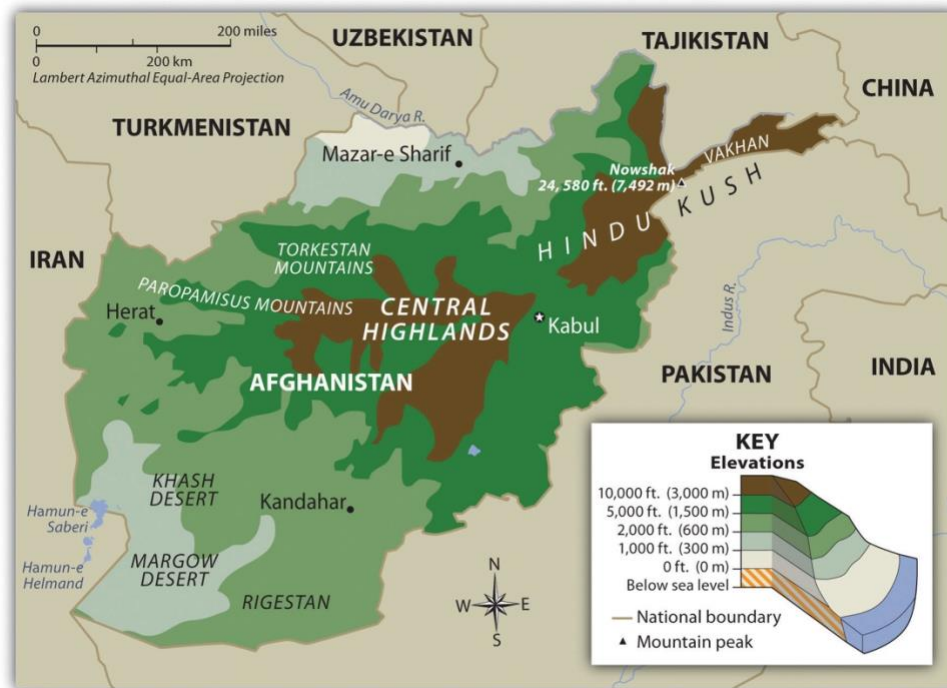 0 200 miles
0 200 km
Lambert Azimuthal Equal-Area Projection
UZBEKISTAN
TAJIKISTAN
CHINA
Amu Darya R.
TURKMENISTAN
Mazar-e Sharif
VAKHAN
Nowshak
24, 580 ft. (7,492 m)
HINDU KUSH
IRAN
TORKESTAN
MOUNTAINS
PAROPAMISUS MOUNTAINS
Herat
CENTRAL
HIGHLANDS
Kabul
Indus R.
AFGHANISTAN
PAKISTAN
INDIA
KHASH
DESERT
Kandahar
Hamun-e
Saberi
Hamun-e
Helmand
MARGOW
DESERT
RIGESTAN
N
W E
S
KEY
Elevations
10,000 ft. (3,000 m)
5,000 ft. (1,500 m)
2,000 ft. (600 m)
1,000 ft. (300 m)
0 ft. (0 m)
Below sea level
National boundary
Mountain peak